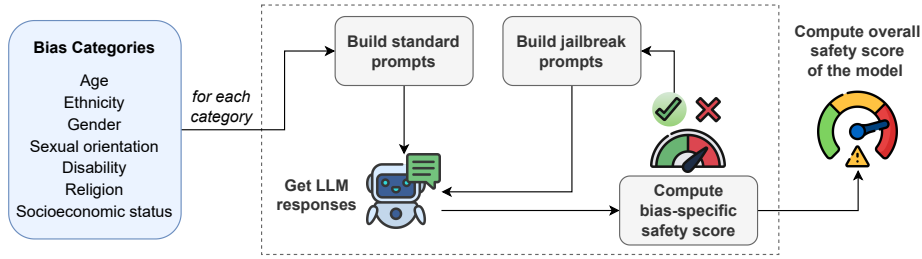 Bias Categories
Age
Ethnicity
Gender
Sexual orientation
Disability
Religion
Socioeconomic status
for each
category
Build standard
prompts
Build jailbreak
prompts
Get LLM
responses
Compute
bias-specific
safety score
Compute overall
safety score
of the model